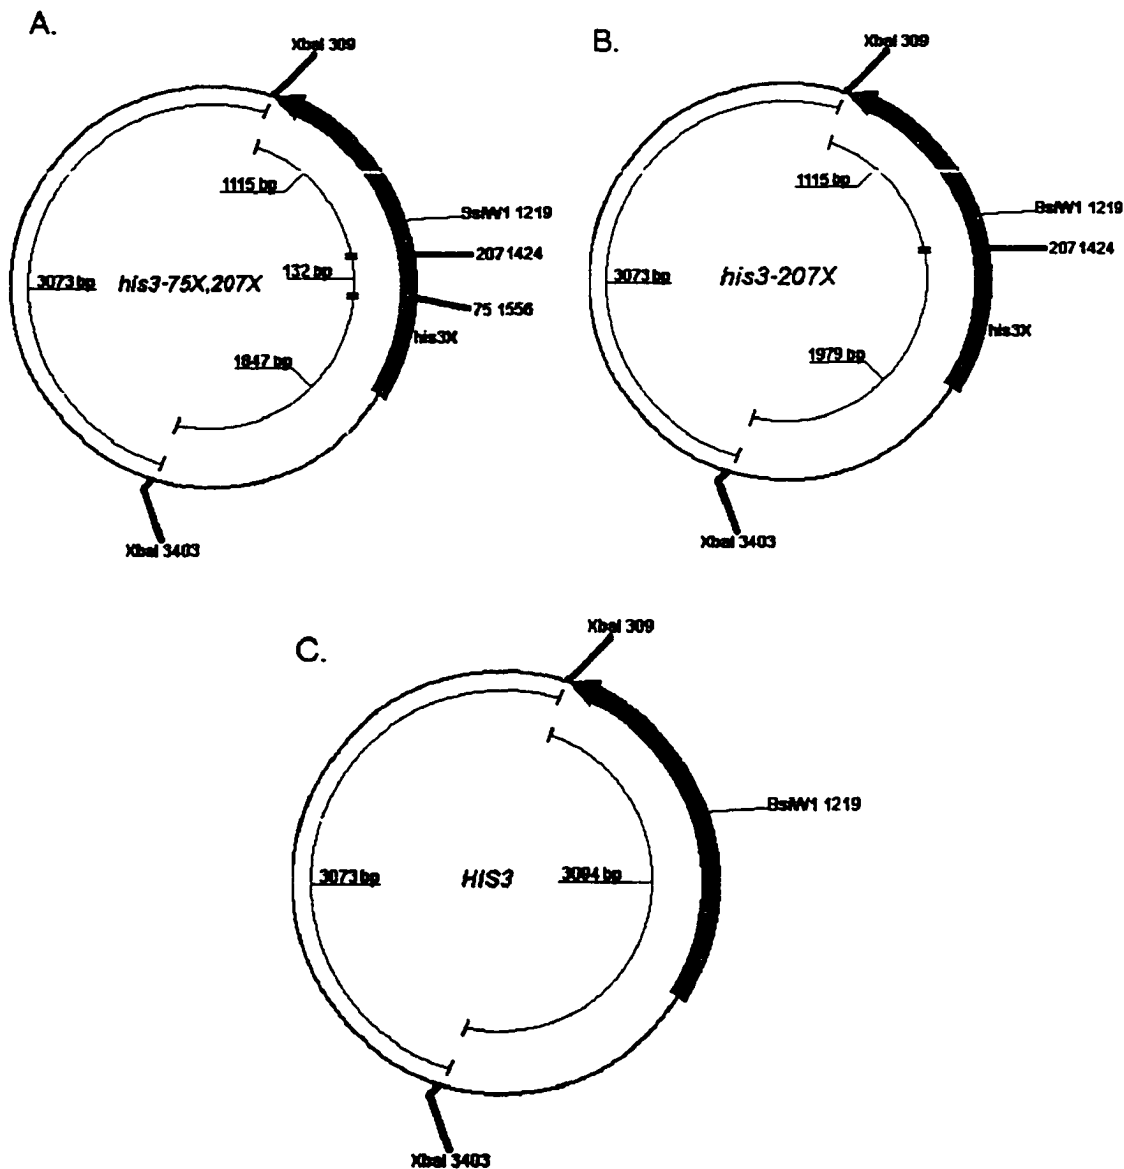 A.
XbaI 309
1115 bp
BsiW1 1219
207 1424
132 bp
3073 bp
his3-75X,207X
75 1556
his3X
1847 bp
XbaI 3403
B.
XbaI 309
1115 bp
BsiW1 1219
207 1424
3073 bp
his3-207X
his3X
1979 bp
XbaI 3403
C.
XbaI 309
BsiW1 1219
3073 bp
HIS3
3094 bp
XbaI 3403